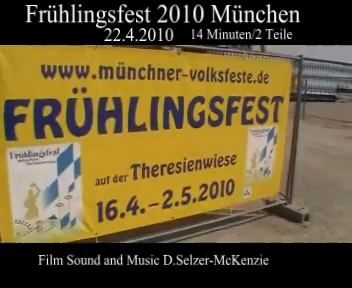 Frühlingsfest 2010 München
22.4.2010 14 Minuten/2 Teile
www.münchner-volksfeste.de
FRÜHLINGSFEST
Frühlingsfest
auf der Theresienwiese
16.4.–2.5.2010
Film Sound and Music D.Selzer-McKenzie